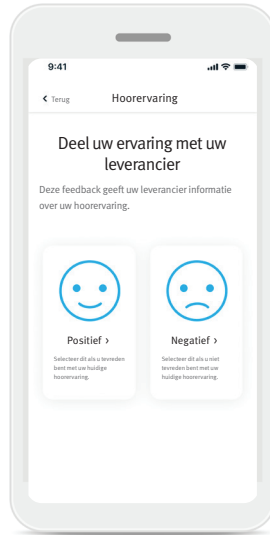 9:41
Terug Hoorervaring
Deel uw ervaring met uw
leverancier
Deze feedback geeft uw leverancier informatie
over uw hoorervaring.
Positief › Negatief ›
Selecteer dit als u tevreden
bent met uw huidige
hoorervaring.
Selecteer dit als u niet
tevreden bent met uw
huidige hoorervaring.